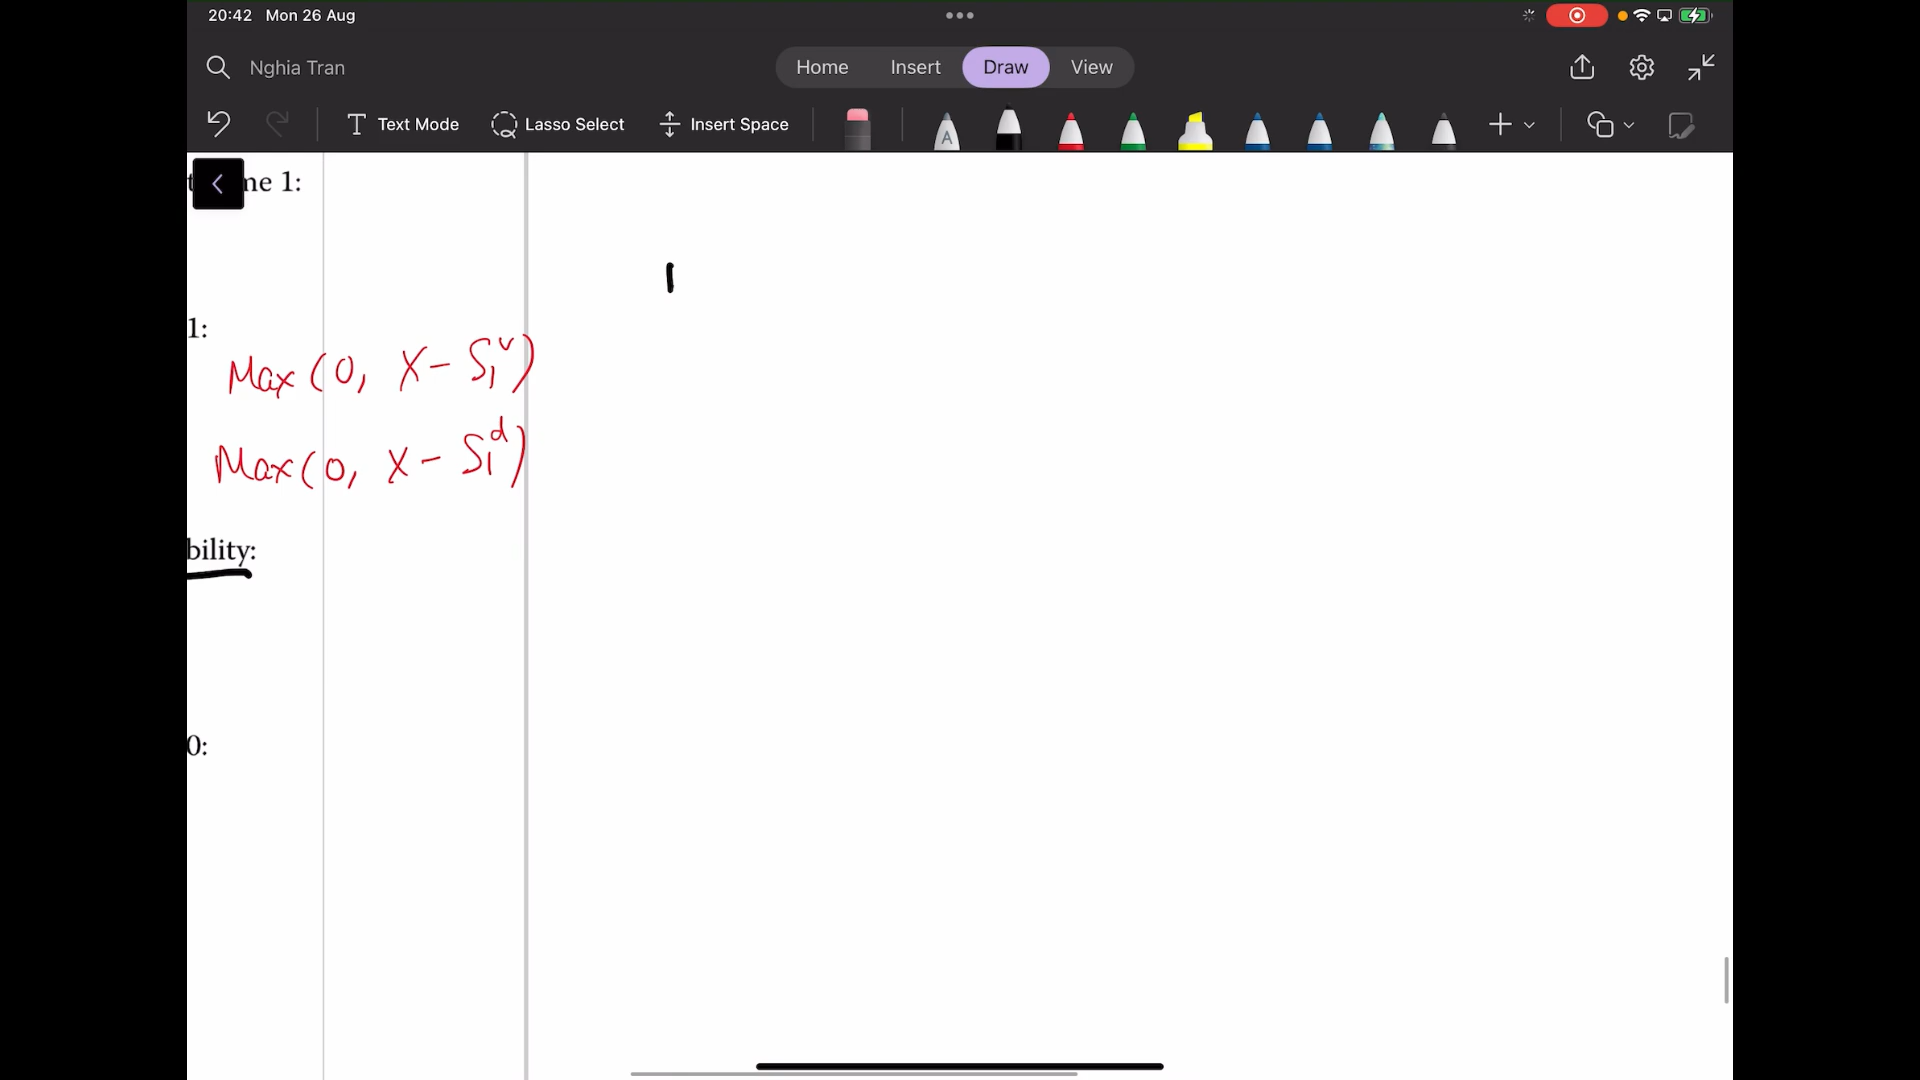 20:42 Mon 26 Aug
Nghia Tran
Home Insert Draw View
Text Mode Lasso Select Insert Space
A
me 1:
1:
Max (0, X - S₁ᵘ)
Max (0, X - S₁ᵈ)
bility:
0: